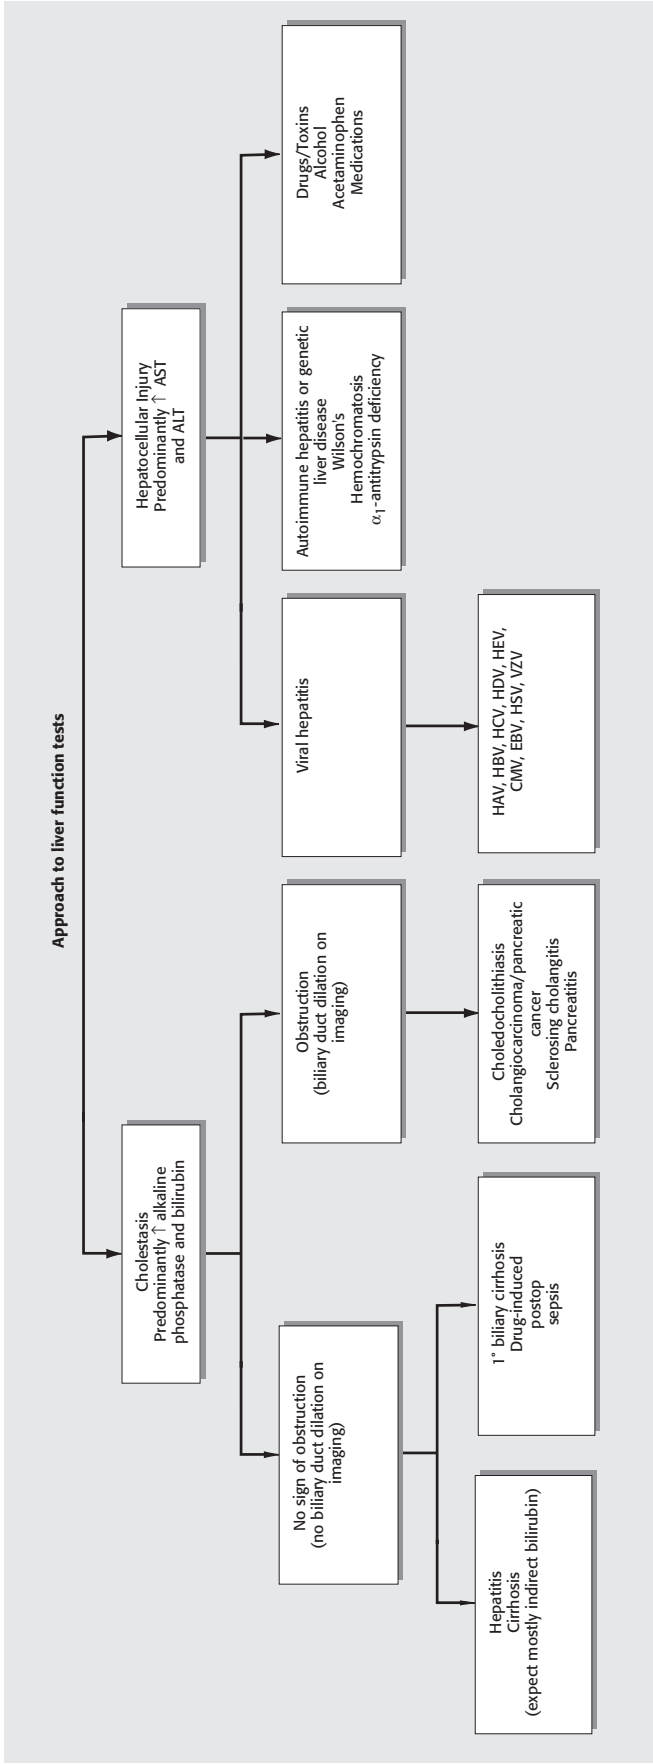 Approach to liver function tests
Cholestasis
Predominantly ↑ alkaline
phosphatase and bilirubin
Hepatocellular Injury
Predominantly ↑ AST
and ALT
No sign of obstruction
(no biliary duct dilation on
imaging)
Obstruction
(biliary duct dilation on
imaging)
Viral hepatitis
Autoimmune hepatitis or genetic
liver disease
Wilson's
Hemochromatosis
α1-antitrypsin deficiency
Drugs/Toxins
Alcohol
Acetaminophen
Medications
Hepatitis
Cirrhosis
(expect mostly indirect bilirubin)
1° biliary cirrhosis
Drug-induced
postop
sepsis
Choledocholithiasis
Cholangiocarcinoma/pancreatic
cancer
Sclerosing cholangitis
Pancreatitis
HAV, HBV, HCV, HDV, HEV,
CMV, EBV, HSV, VZV